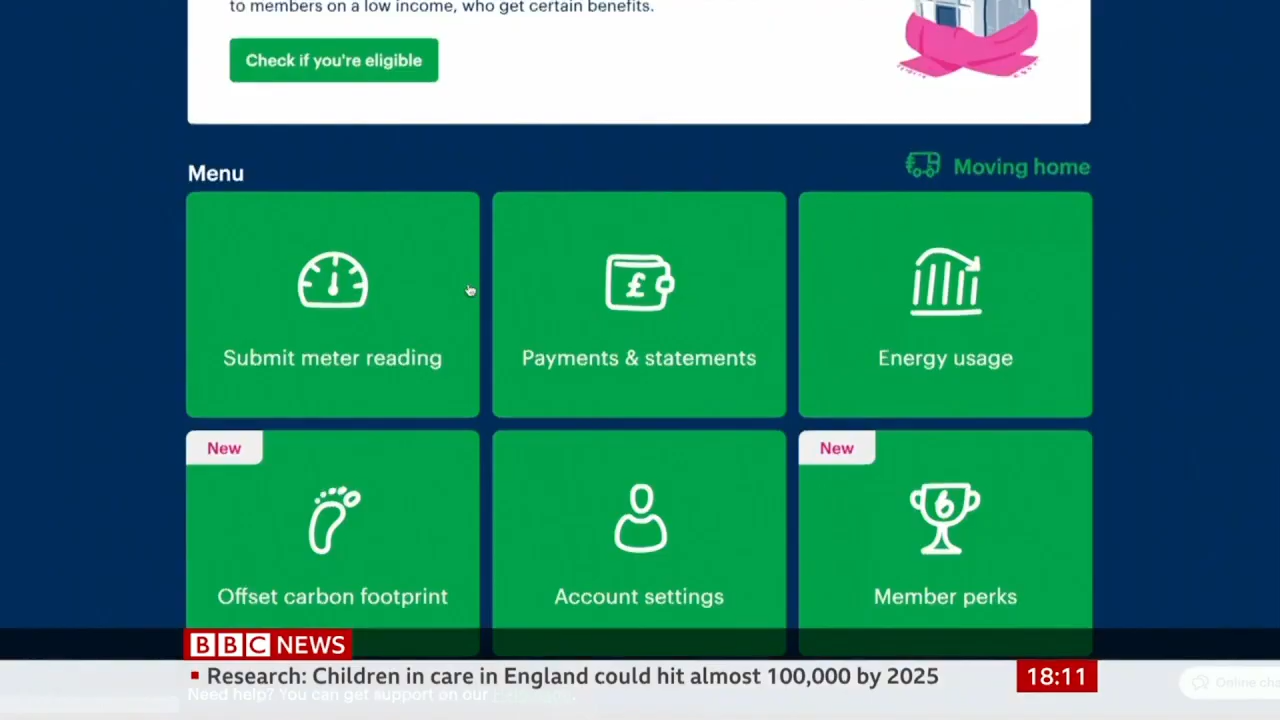 to members on a low income, who get certain benefits.
Check if you're eligible
Menu
Moving home
Submit meter reading
Payments & statements
Energy usage
New
New
Offset carbon footprint
Account settings
Member perks
BBC NEWS
Research: Children in care in England could hit almost 100,000 by 2025
18:11
Need help? You can get support on our
Online